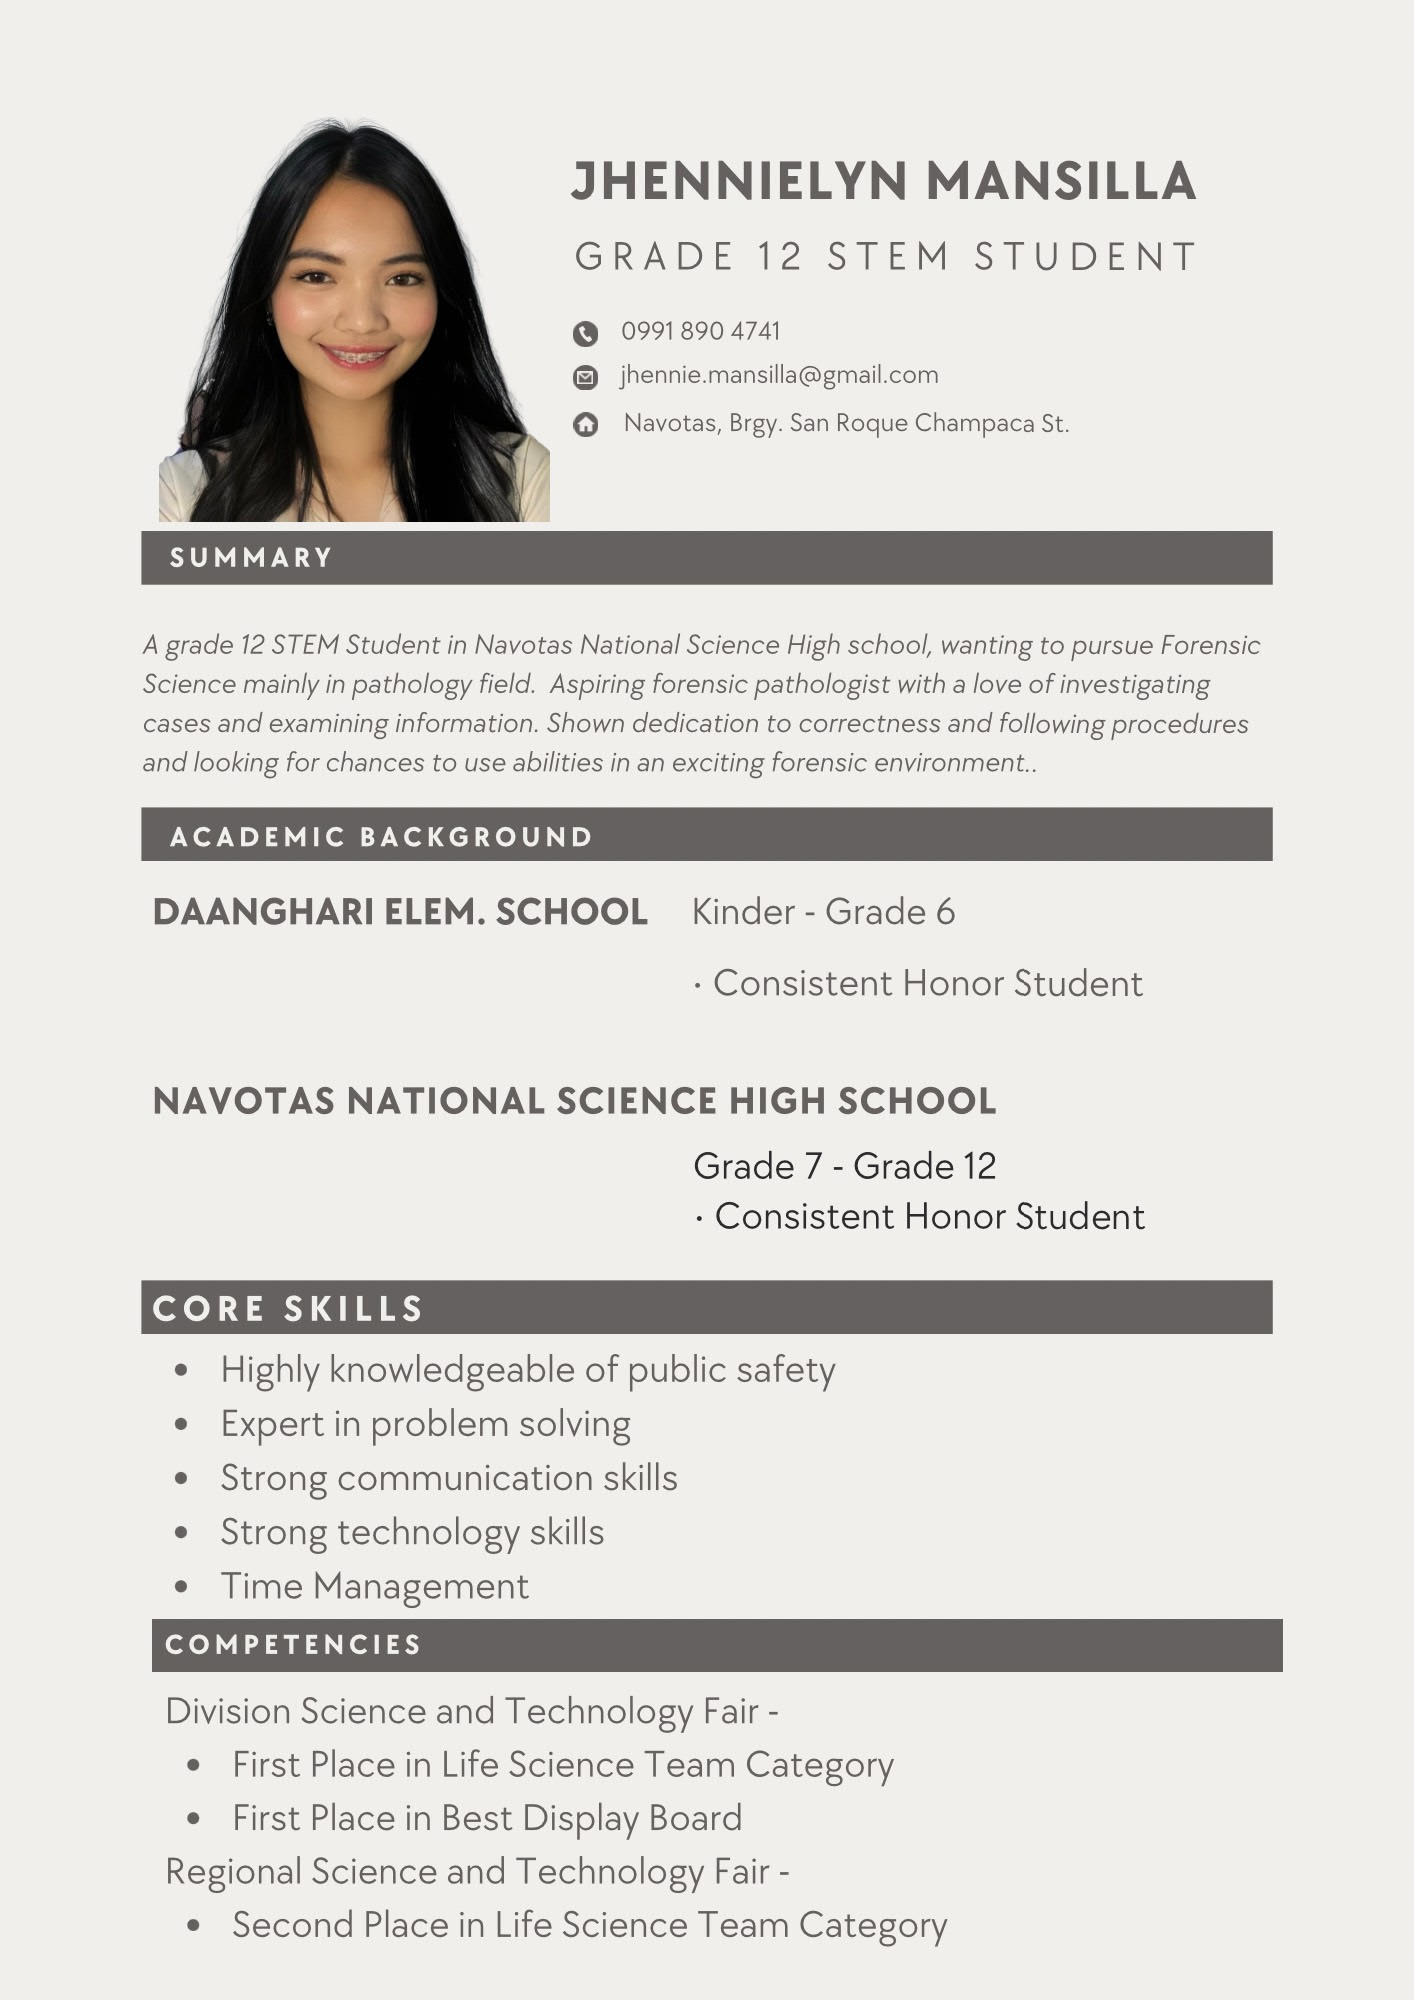 JHENNIELYN MANSILLA
GRADE 12 STEM STUDENT
0991 890 4741
jhennie.mansilla@gmail.com
Navotas, Brgy. San Roque Champaca St.
SUMMARY
A grade 12 STEM Student in Navotas National Science High school, wanting to pursue Forensic
Science mainly in pathology field.  Aspiring forensic pathologist with a love of investigating
cases and examining information. Shown dedication to correctness and following procedures
and looking for chances to use abilities in an exciting forensic environment..
ACADEMIC BACKGROUND
DAANGHARI ELEM. SCHOOL Kinder - Grade 6
· Consistent Honor Student
NAVOTAS NATIONAL SCIENCE HIGH SCHOOL
Grade 7 - Grade 12
· Consistent Honor Student
CORE SKILLS
• Highly knowledgeable of public safety
• Expert in problem solving
• Strong communication skills
• Strong technology skills
• Time Management
COMPETENCIES
Division Science and Technology Fair -
• First Place in Life Science Team Category
• First Place in Best Display Board
Regional Science and Technology Fair -
• Second Place in Life Science Team Category